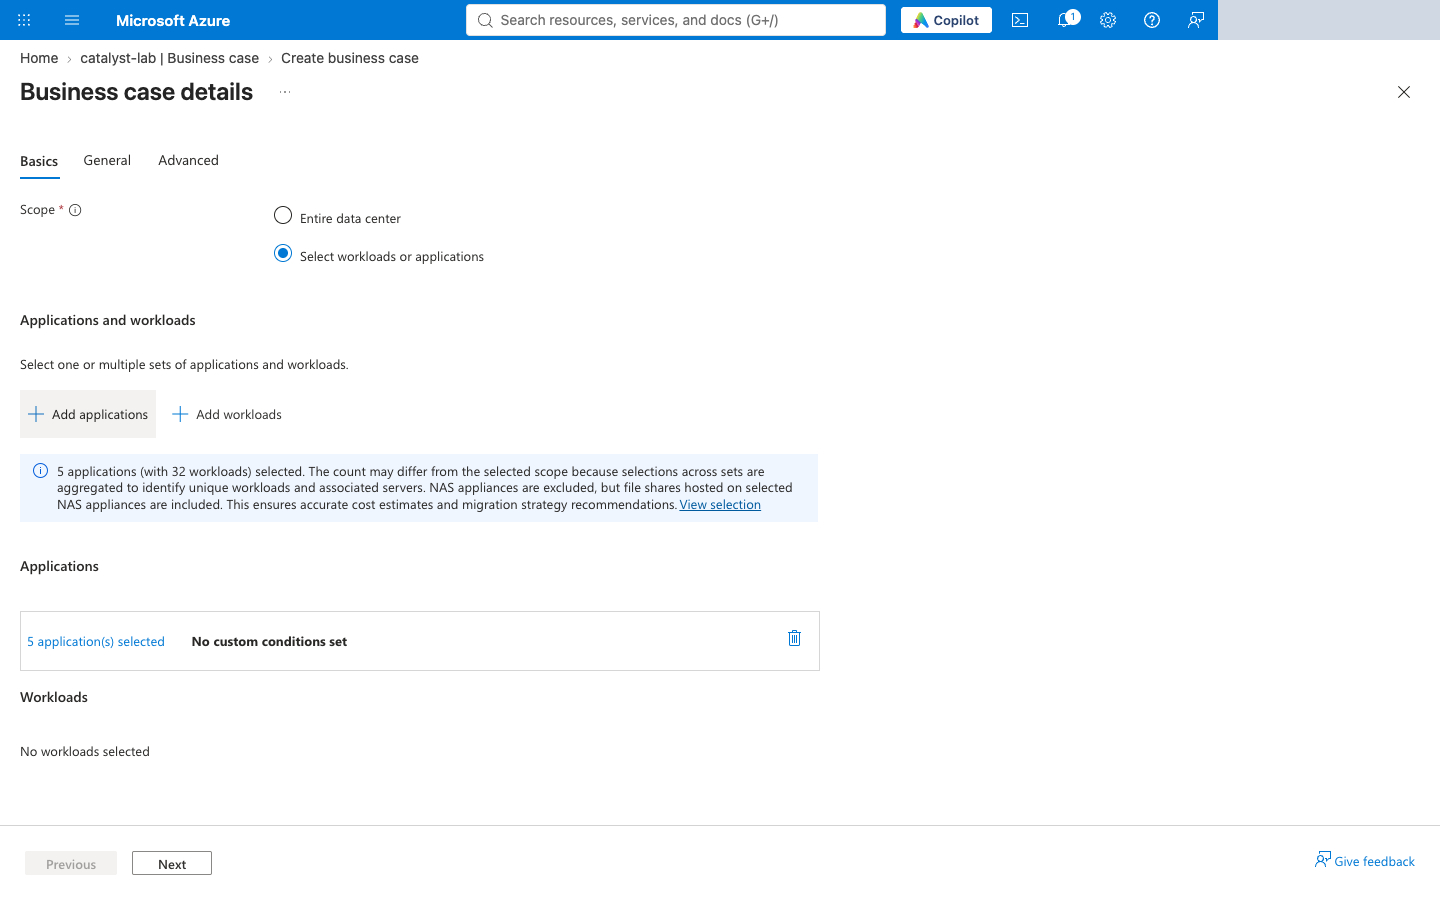 Microsoft Azure
Search resources, services, and docs (G+/)
Copilot
1
Home > catalyst-lab | Business case > Create business case
Business case details
Basics
General
Advanced
Scope *
Entire data center
Select workloads or applications
Applications and workloads
Select one or multiple sets of applications and workloads.
Add applications
Add workloads
5 applications (with 32 workloads) selected. The count may differ from the selected scope because selections across sets are
aggregated to identify unique workloads and associated servers. NAS appliances are excluded, but file shares hosted on selected
NAS appliances are included. This ensures accurate cost estimates and migration strategy recommendations. View selection
Applications
5 application(s) selected
No custom conditions set
Workloads
No workloads selected
Previous
Next
Give feedback